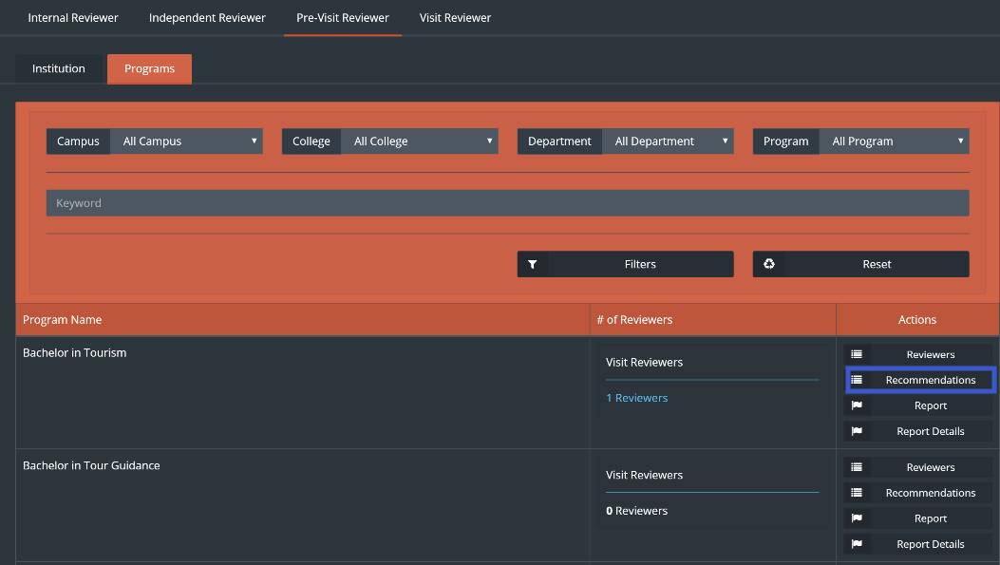 Internal Reviewer Independent Reviewer Pre-Visit Reviewer Visit Reviewer
Institution Programs
Campus All Campus College All College Department All Department Program All Program
Keyword
Filters Reset
Program Name # of Reviewers Actions
Bachelor in Tourism
Visit Reviewers
1 Reviewers
Reviewers
Recommendations
Report
Report Details
Bachelor in Tour Guidance
Visit Reviewers
0 Reviewers
Reviewers
Recommendations
Report
Report Details